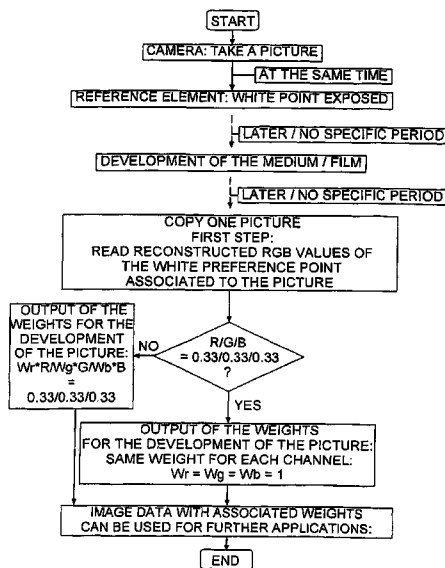 START
CAMERA: TAKE A PICTURE
AT THE SAME TIME
REFERENCE ELEMENT: WHITE POINT EXPOSED
LATER / NO SPECIFIC PERIOD
DEVELOPMENT OF THE MEDIUM / FILM
LATER / NO SPECIFIC PERIOD
COPY ONE PICTURE
FIRST STEP:
READ RECONSTRUCTED RGB VALUES OF
THE WHITE PREFERENCE POINT
ASSOCIATED TO THE PICTURE
OUTPUT OF THE
WEIGHTS FOR THE
DEVELOPMENT
OF THE PICTURE:
Wr*R/Wg*G/Wb*B
=
0.33/0.33/0.33
NO
R/G/B
= 0.33/0.33/0.33
?
YES
OUTPUT OF THE WEIGHTS
FOR THE DEVELOPMENT OF THE PICTURE:
SAME WEIGHT FOR EACH CHANNEL:
Wr = Wg = Wb = 1
IMAGE DATA WITH ASSOCIATED WEIGHTS
CAN BE USED FOR FURTHER APPLICATIONS:
END